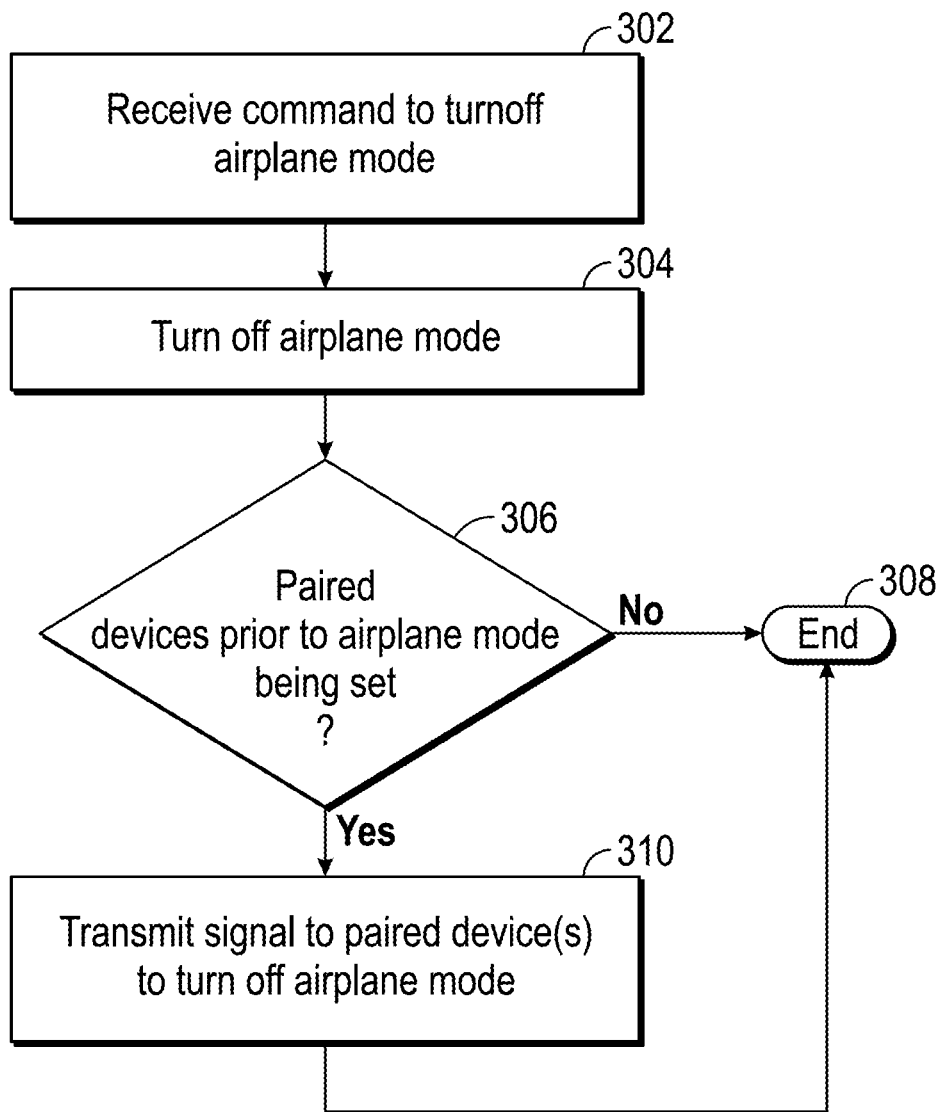 302
Receive command to turnoff
airplane mode
304
Turn off airplane mode
306
Paired
devices prior to airplane mode
being set
?
No
308
End
Yes
310
Transmit signal to paired device(s)
to turn off airplane mode